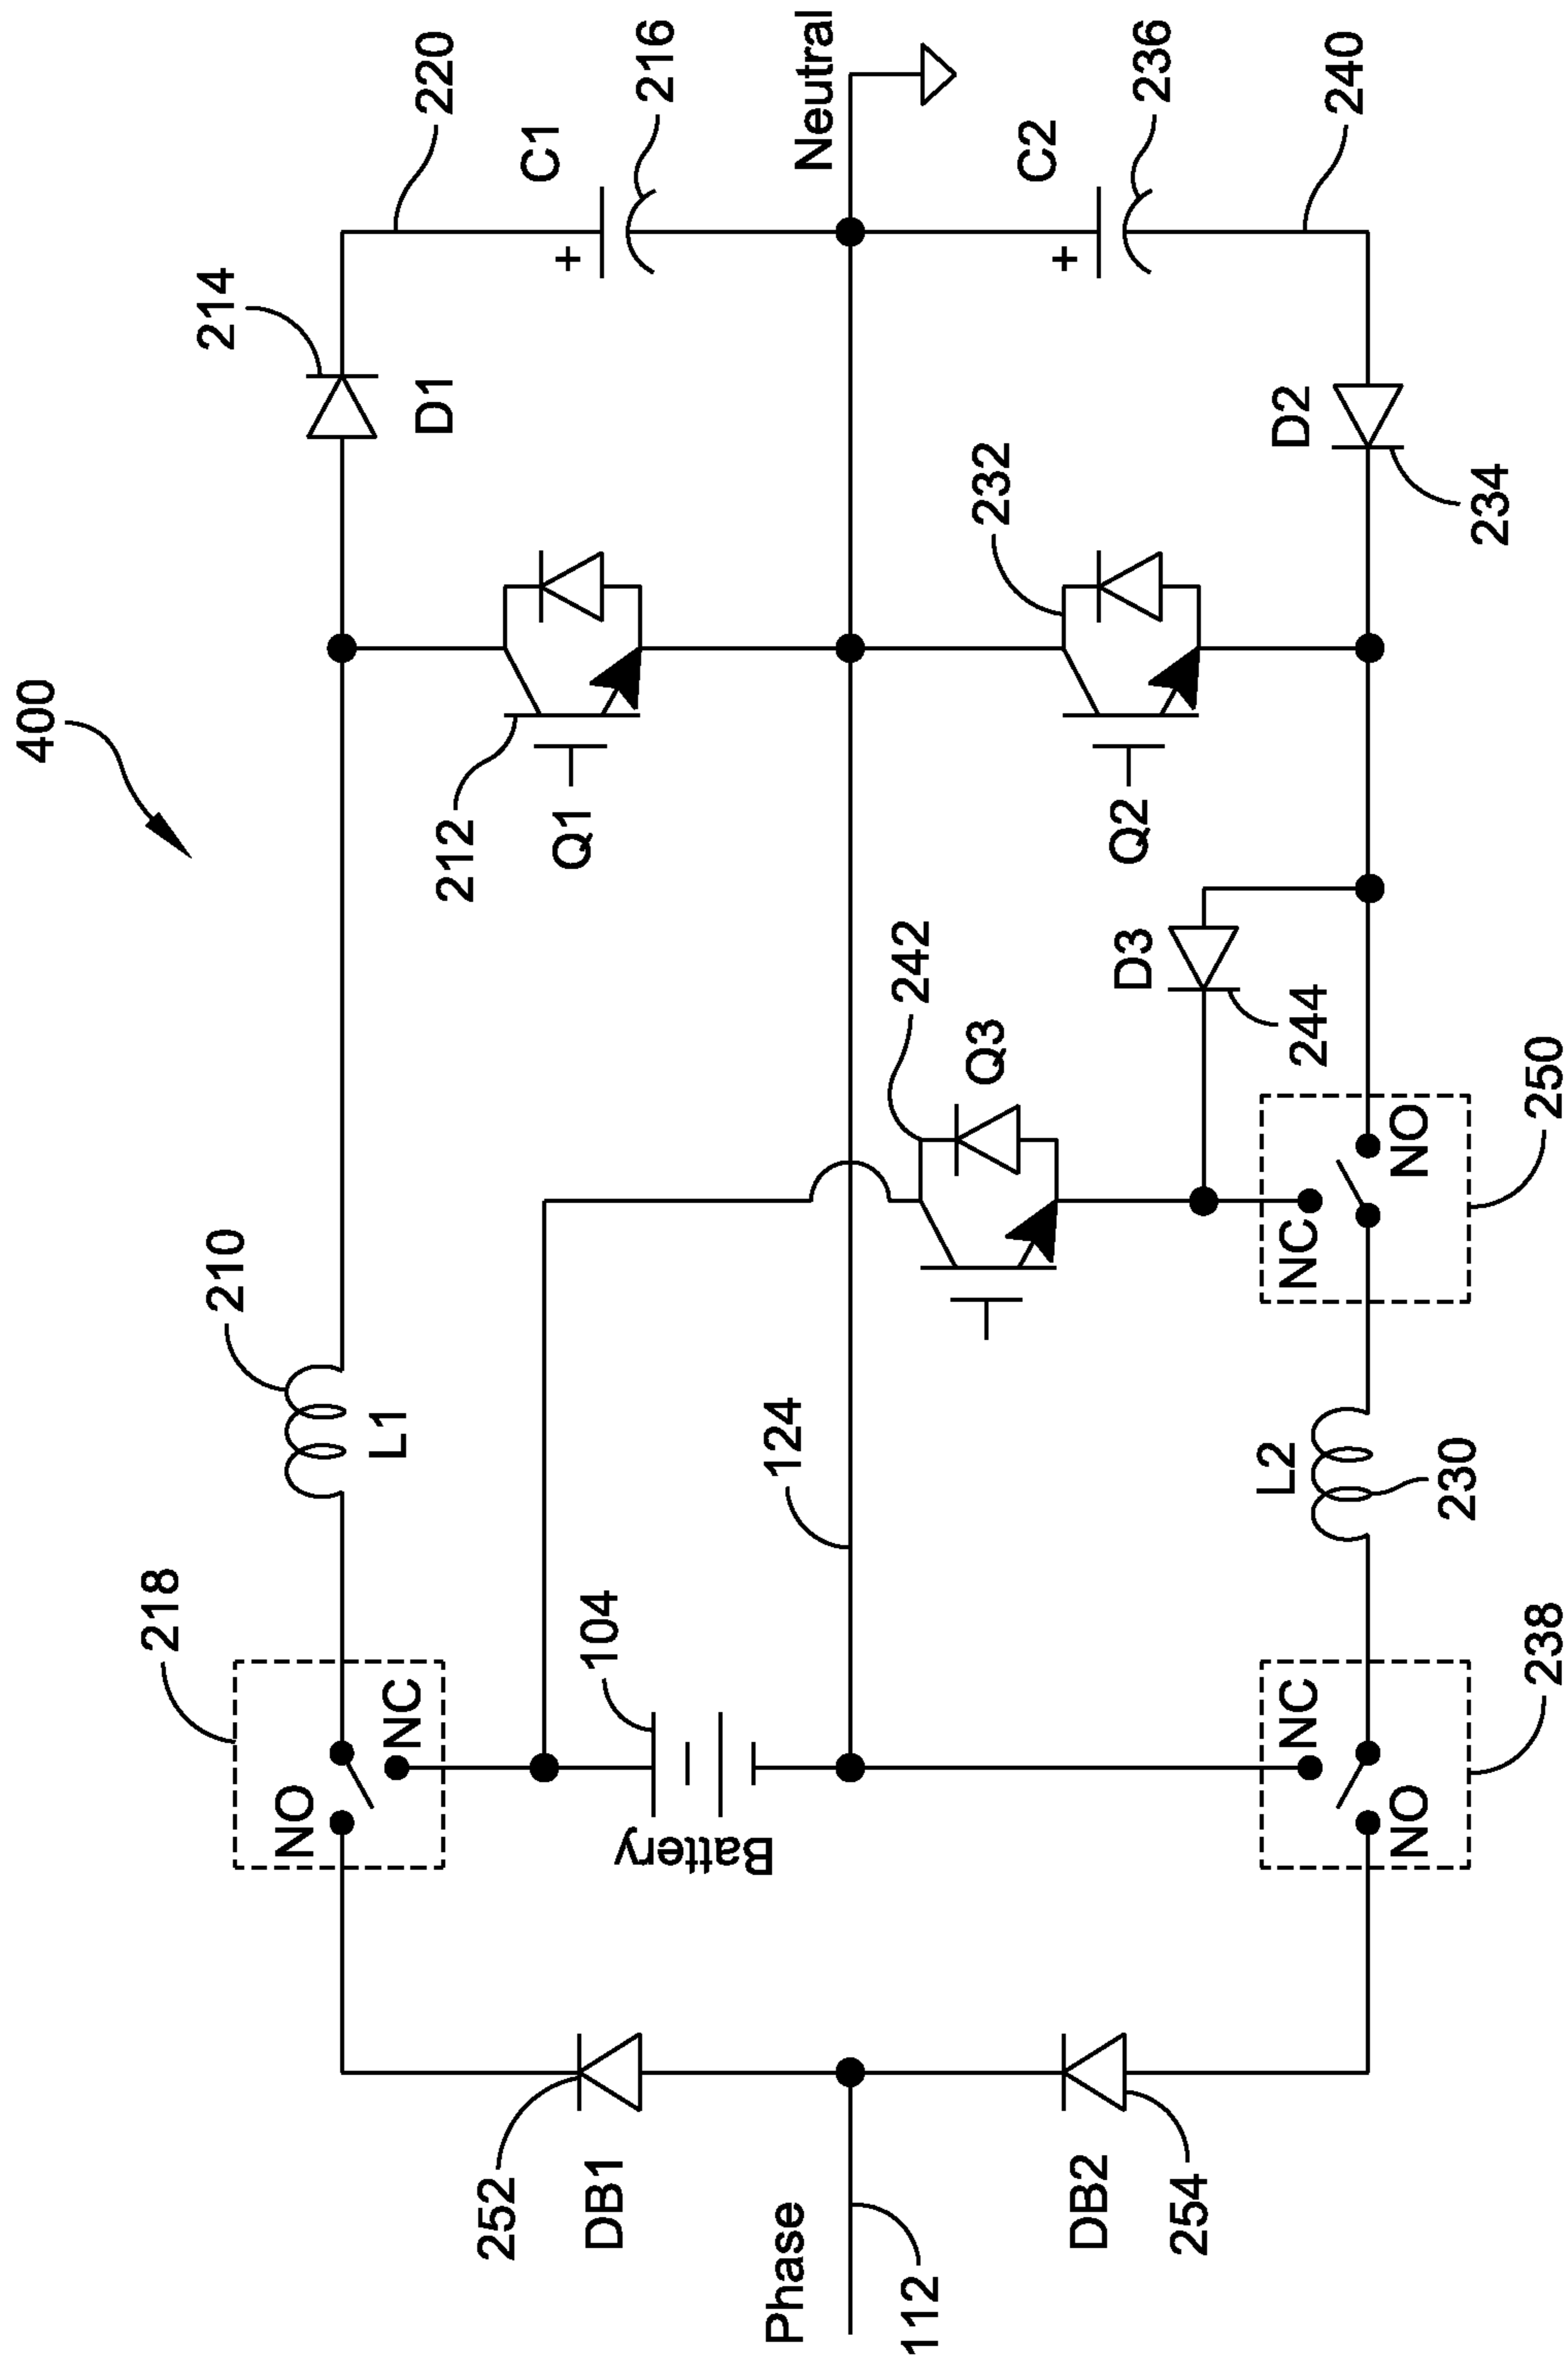 400
220
214
216
C1
D1
Neutral
212
Q1
210
L1
218
NO
NC
104
Battery
124
242
Q3
232
Q2
C2
236
240
D2
234
D3
244
NC
NO
250
L2
230
NC
NO
238
252
DB1
Phase
112
DB2
254